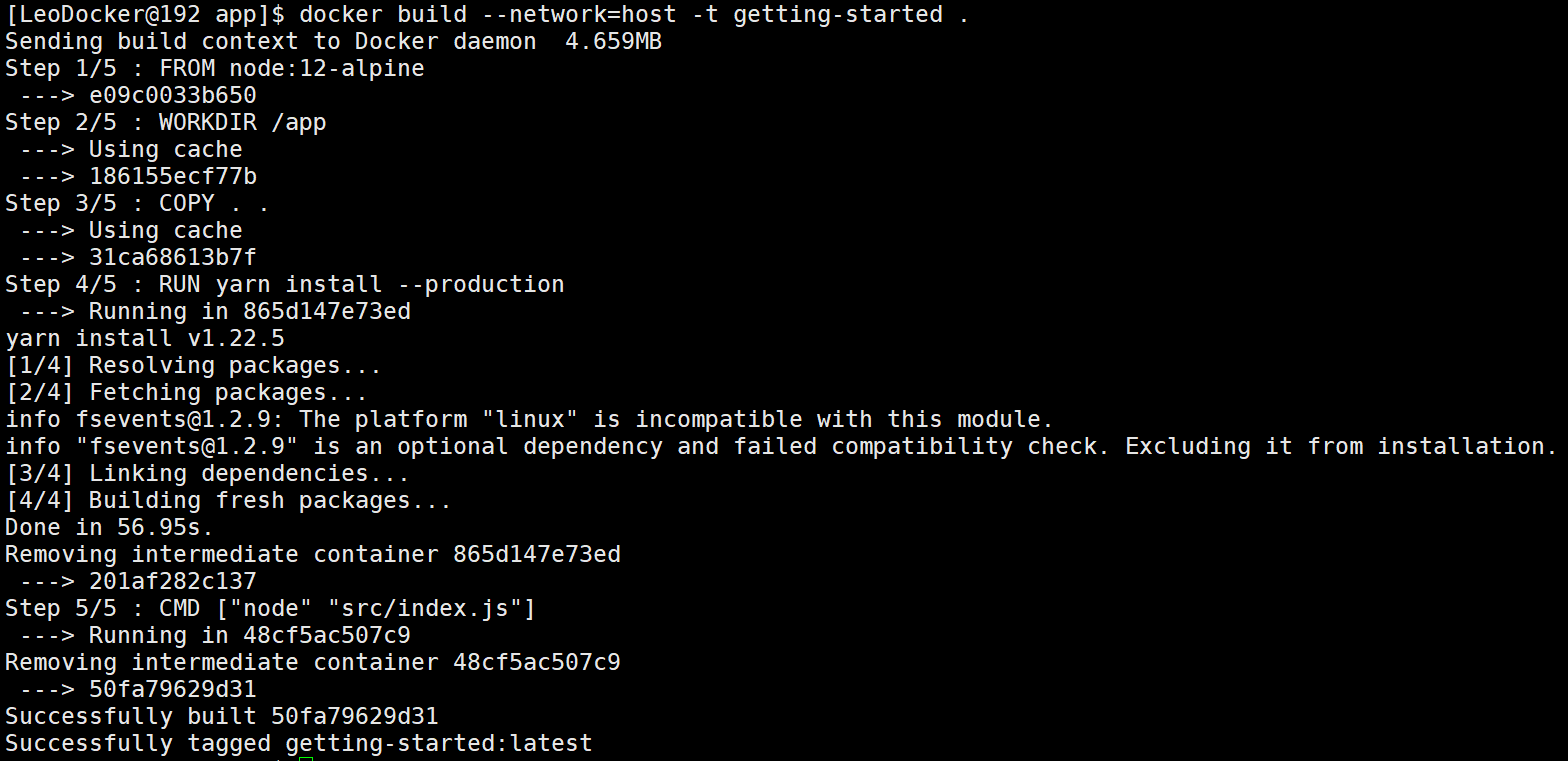 [LeoDocker@192 app]$ docker build --network=host -t getting-started .
Sending build context to Docker daemon  4.659MB
Step 1/5 : FROM node:12-alpine
 ---> e09c0033b650
Step 2/5 : WORKDIR /app
 ---> Using cache
 ---> 186155ecf77b
Step 3/5 : COPY . .
 ---> Using cache
 ---> 31ca68613b7f
Step 4/5 : RUN yarn install --production
 ---> Running in 865d147e73ed
yarn install v1.22.5
[1/4] Resolving packages...
[2/4] Fetching packages...
info fsevents@1.2.9: The platform "linux" is incompatible with this module.
info "fsevents@1.2.9" is an optional dependency and failed compatibility check. Excluding it from installation.
[3/4] Linking dependencies...
[4/4] Building fresh packages...
Done in 56.95s.
Removing intermediate container 865d147e73ed
 ---> 201af282c137
Step 5/5 : CMD ["node" "src/index.js"]
 ---> Running in 48cf5ac507c9
Removing intermediate container 48cf5ac507c9
 ---> 50fa79629d31
Successfully built 50fa79629d31
Successfully tagged getting-started:latest